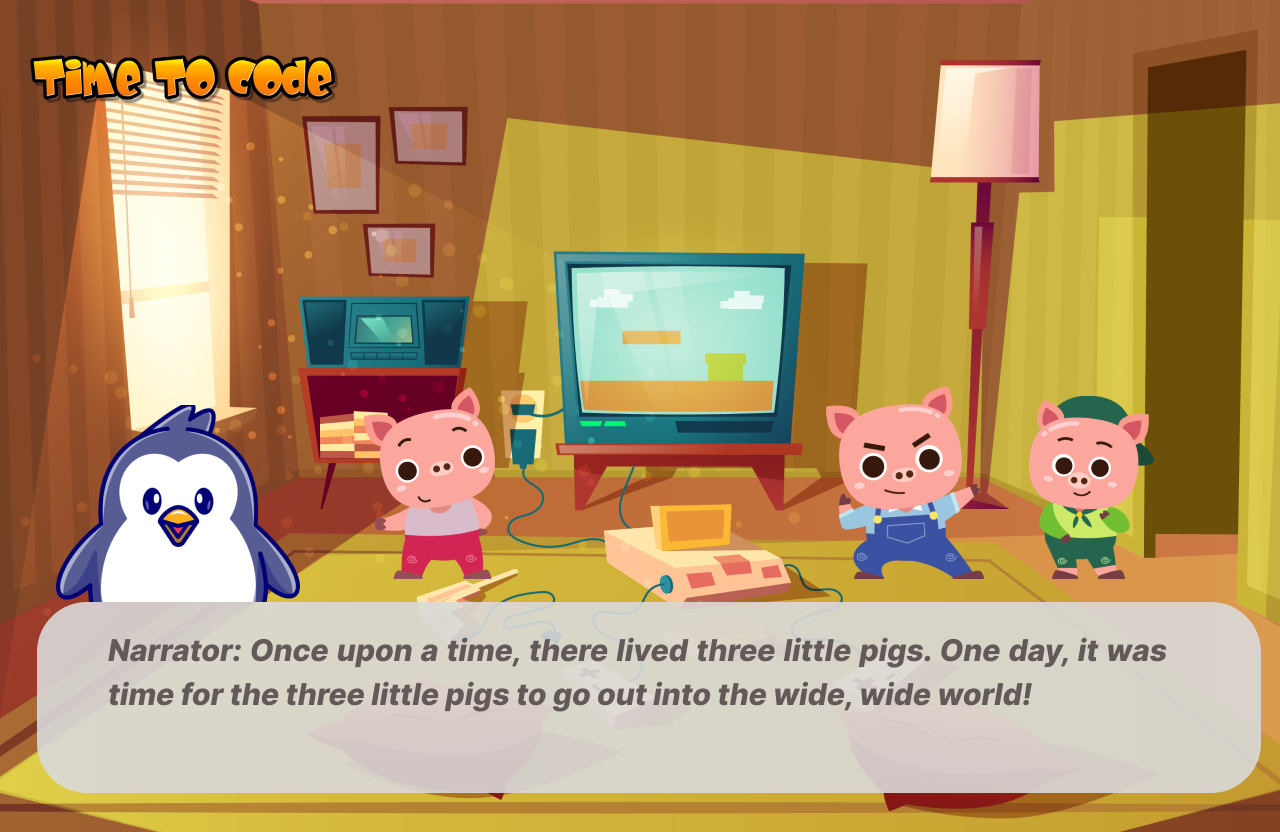 Time To Code
Narrator: Once upon a time, there lived three little pigs. One day, it was
time for the three little pigs to go out into the wide, wide world!